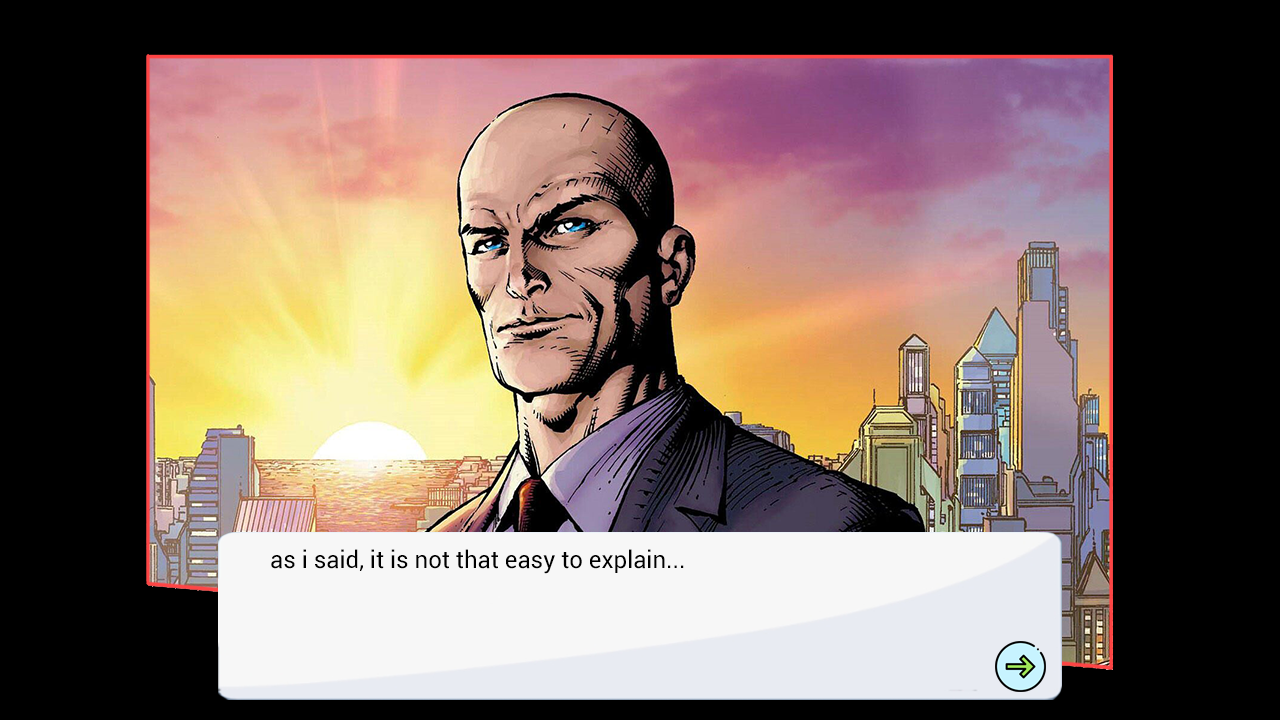 as i said, it is not that easy to explain...